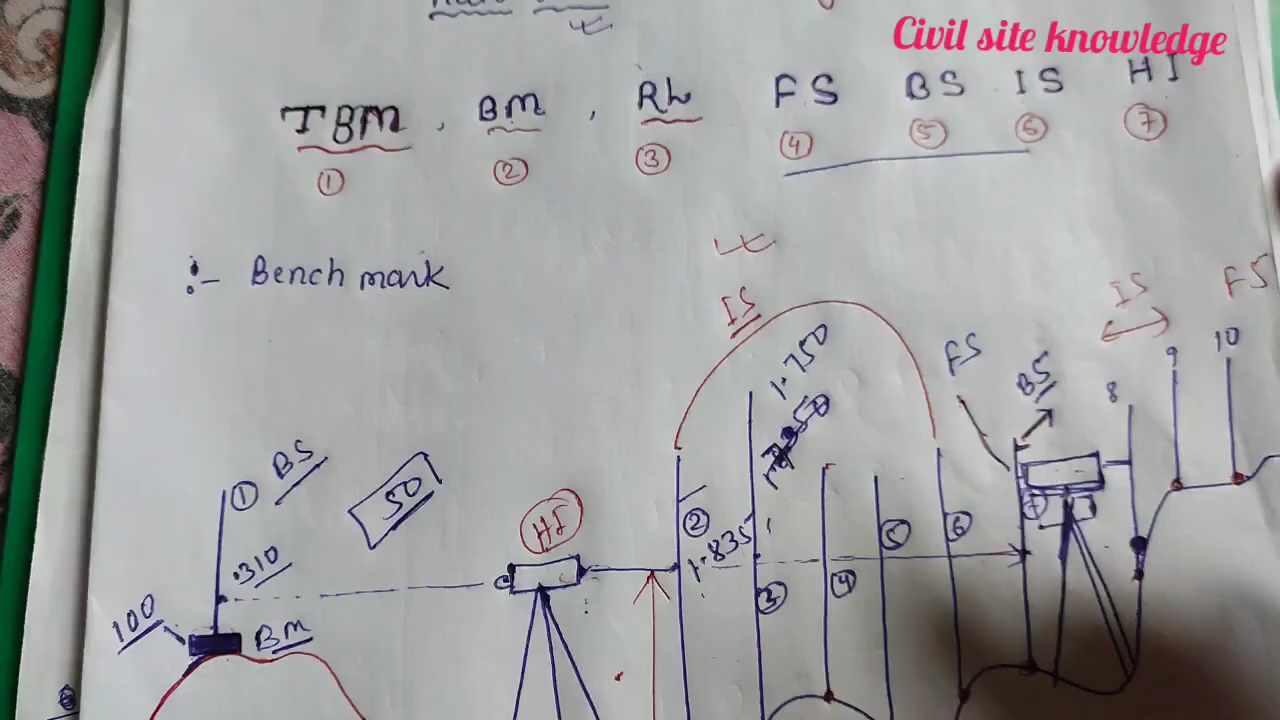 Civil site knowledge
TBM , BM , RL FS BS IS HI
① ② ③ ④ ⑤ ⑥ ⑦
:- Bench mark
IS
IS
FS
1.750
FS
BS
8
9
10
① BS
50
HI
②
1.835
③
④
⑤
⑥
⑦
.310
100
BM